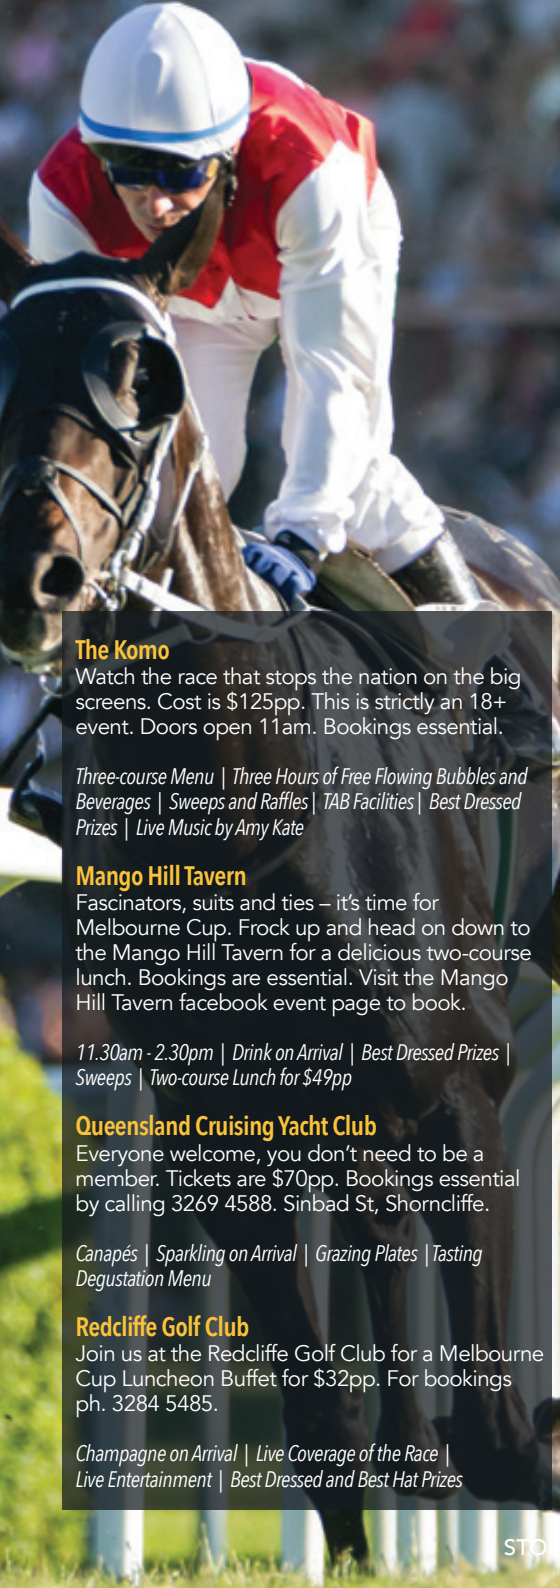 The Komo
Watch the race that stops the nation on the big
screens. Cost is $125pp. This is strictly an 18+
event. Doors open 11am. Bookings essential.
Three-course Menu | Three Hours of Free Flowing Bubbles and
Beverages | Sweeps and Raffles | TAB Facilities | Best Dressed
Prizes | Live Music by Amy Kate
Mango Hill Tavern
Fascinators, suits and ties – it’s time for
Melbourne Cup. Frock up and head on down to
the Mango Hill Tavern for a delicious two-course
lunch. Bookings are essential. Visit the Mango
Hill Tavern facebook event page to book.
11.30am - 2.30pm | Drink on Arrival | Best Dressed Prizes |
Sweeps | Two-course Lunch for $49pp
Queensland Cruising Yacht Club
Everyone welcome, you don’t need to be a
member. Tickets are $70pp. Bookings essential
by calling 3269 4588. Sinbad St, Shorncliffe.
Canapés | Sparkling on Arrival | Grazing Plates | Tasting
Degustation Menu
Redcliffe Golf Club
Join us at the Redcliffe Golf Club for a Melbourne
Cup Luncheon Buffet for $32pp. For bookings
ph. 3284 5485.
Champagne on Arrival | Live Coverage of the Race |
Live Entertainment | Best Dressed and Best Hat Prizes